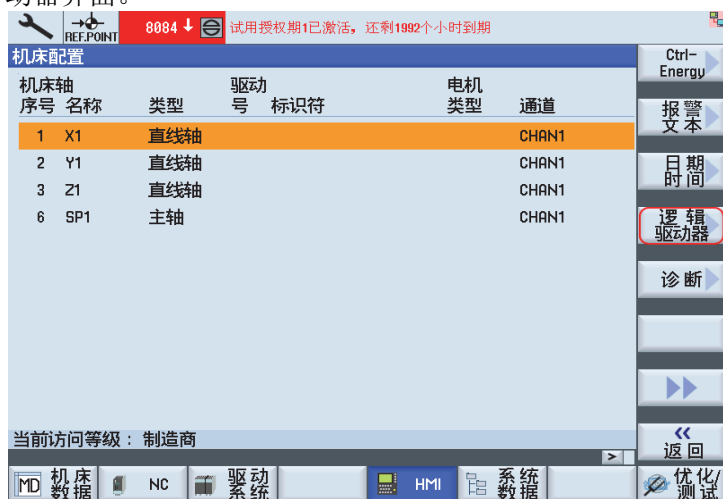 动器界面。
REF.POINT 8084 试用授权期1已激活，还剩1992个小时到期
机床配置
机床轴 驱动 电机
序号 名称 类型 号 标识符 类型 通道
1 X1 直线轴 CHAN1
2 Y1 直线轴 CHAN1
3 Z1 直线轴 CHAN1
6 SP1 主轴 CHAN1
当前访问等级： 制造商
Ctrl-
Energy
报警
文本
日期
时间
逻辑
驱动器
诊断
返回
MD 机床
数据
NC
驱动
系统
HMI
系统
数据
优化/
测试